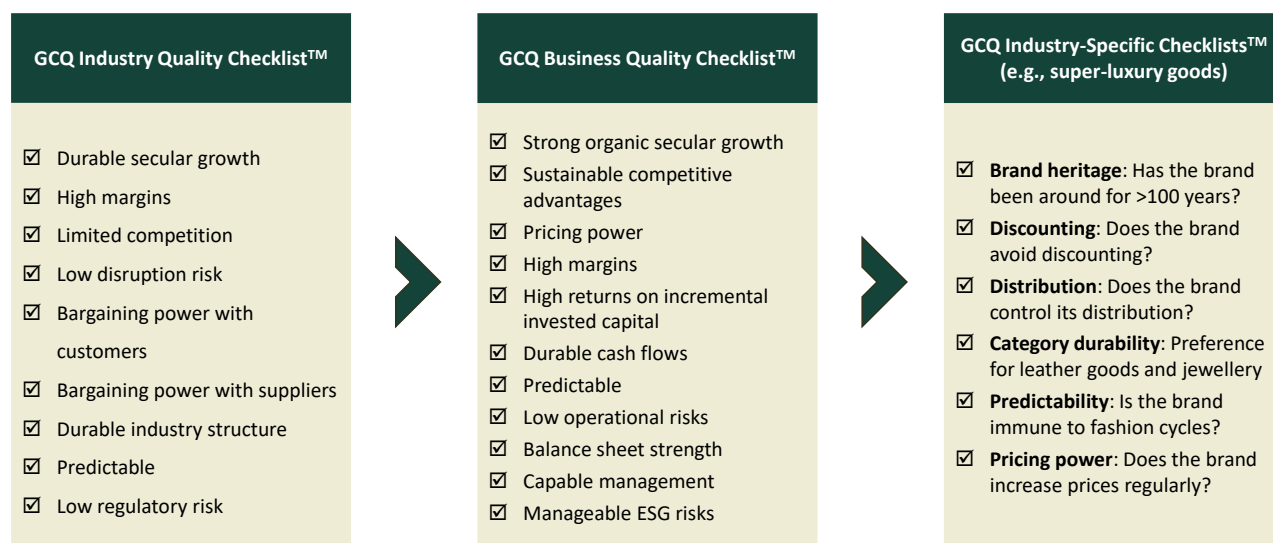 GCQ Industry Quality Checklist™
Durable secular growth
High margins
Limited competition
Low disruption risk
Bargaining power with
customers
Bargaining power with suppliers
Durable industry structure
Predictable
Low regulatory risk
GCQ Business Quality Checklist™
Strong organic secular growth
Sustainable competitive
advantages
Pricing power
High margins
High returns on incremental
invested capital
Durable cash flows
Predictable
Low operational risks
Balance sheet strength
Capable management
Manageable ESG risks
GCQ Industry-Specific Checklists™
(e.g., super-luxury goods)
Brand heritage: Has the brand
been around for >100 years?
Discounting: Does the brand
avoid discounting?
Distribution: Does the brand
control its distribution?
Category durability: Preference
for leather goods and jewellery
Predictability: Is the brand
immune to fashion cycles?
Pricing power: Does the brand
increase prices regularly?